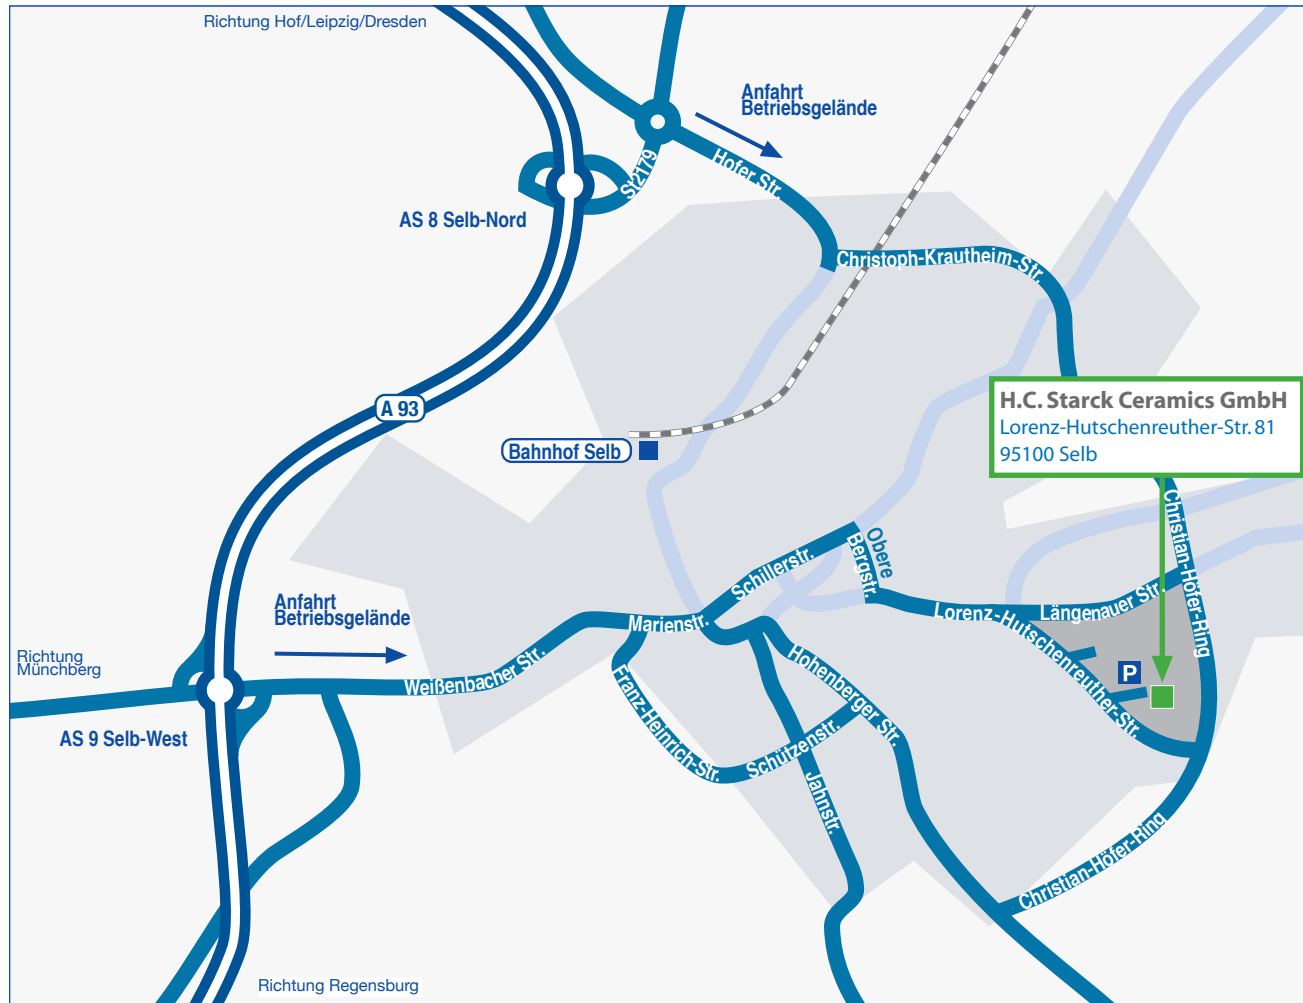 Richtung Hof/Leipzig/Dresden
Anfahrt
Betriebsgelände
St2179
Hofer Str.
AS 8 Selb-Nord
Christoph-Krautheim-Str.
A 93
H.C. Starck Ceramics GmbH
Lorenz-Hutschenreuther-Str. 81
95100 Selb
Bahnhof Selb
Christian-Höfer-Ring
Obere
Bergstr.
Schillerstr.
Anfahrt
Betriebsgelände
Marienstr.
Lorenz-Hutschenreuther-Str.
Längenauer Str.
Richtung
Münchberg
Weißenbacher Str.
Franz-Heinrich-Str.
Hohenberger Str.
P
AS 9 Selb-West
Schützenstr.
Jahnstr.
Christian-Höfer-Ring
Richtung Regensburg